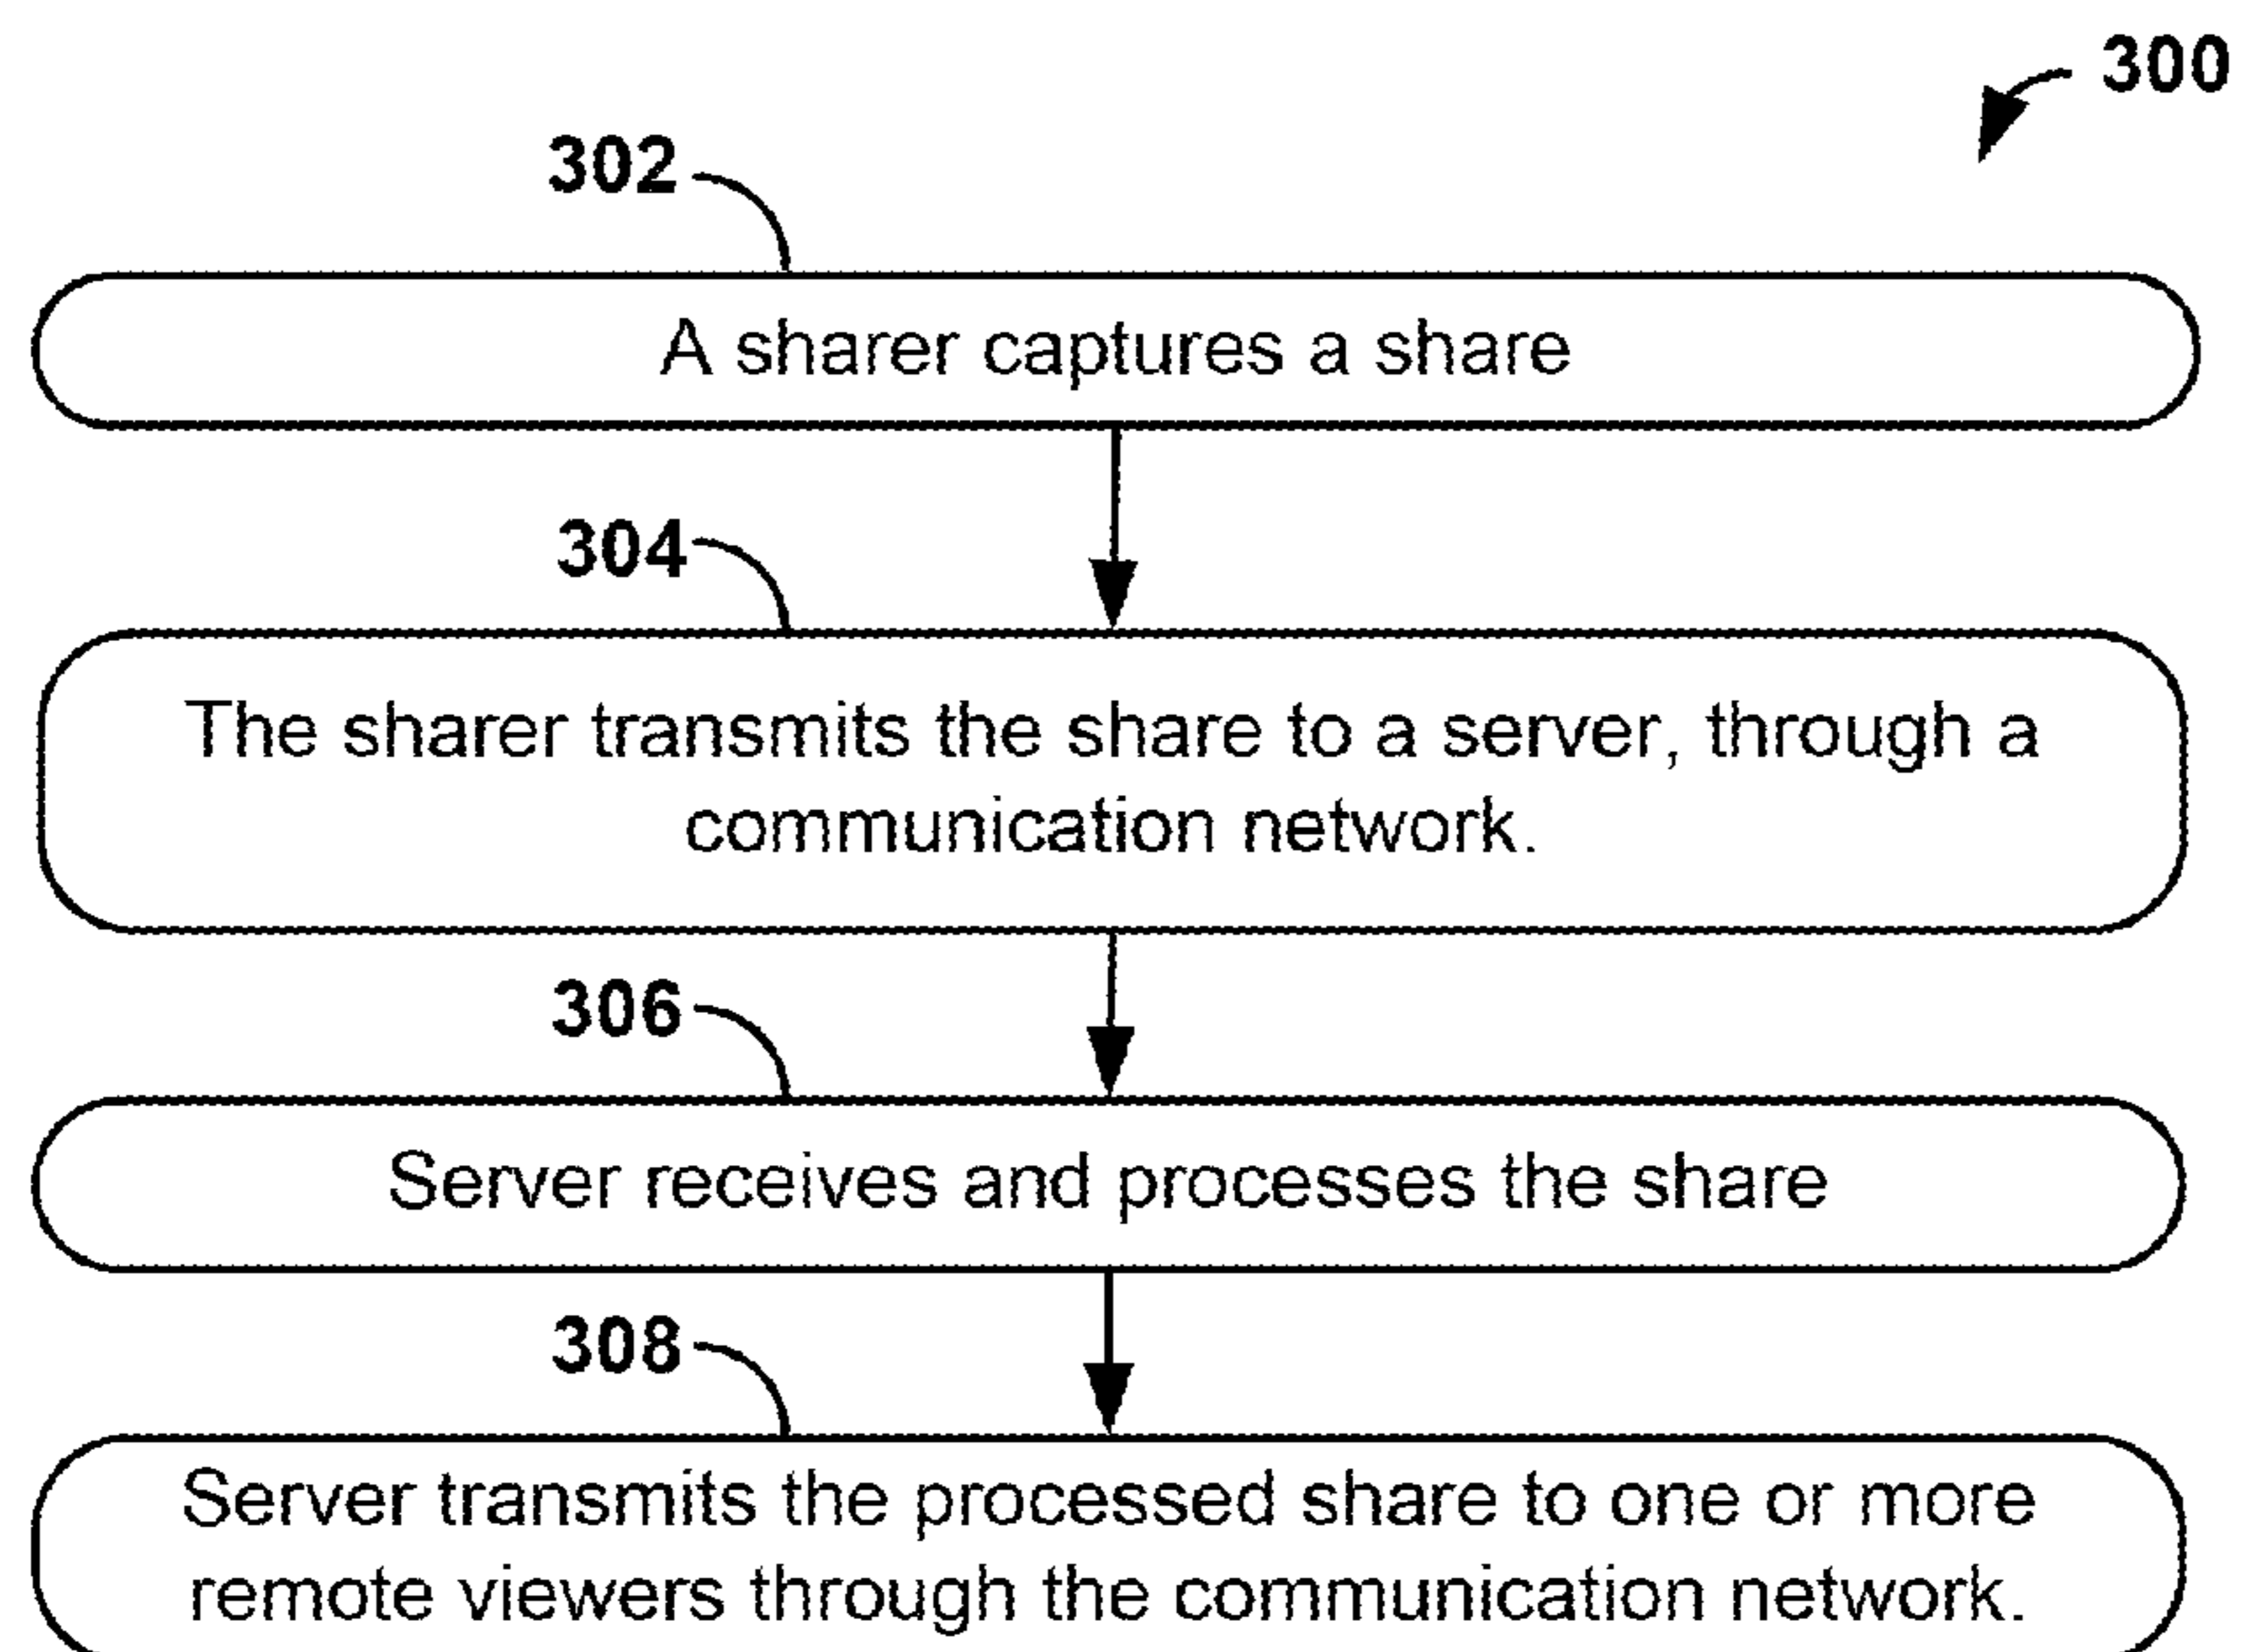 300
302
A sharer captures a share
304
The sharer transmits the share to a server, through a
communication network.
306
Server receives and processes the share
308
Server transmits the processed share to one or more
remote viewers through the communication network.